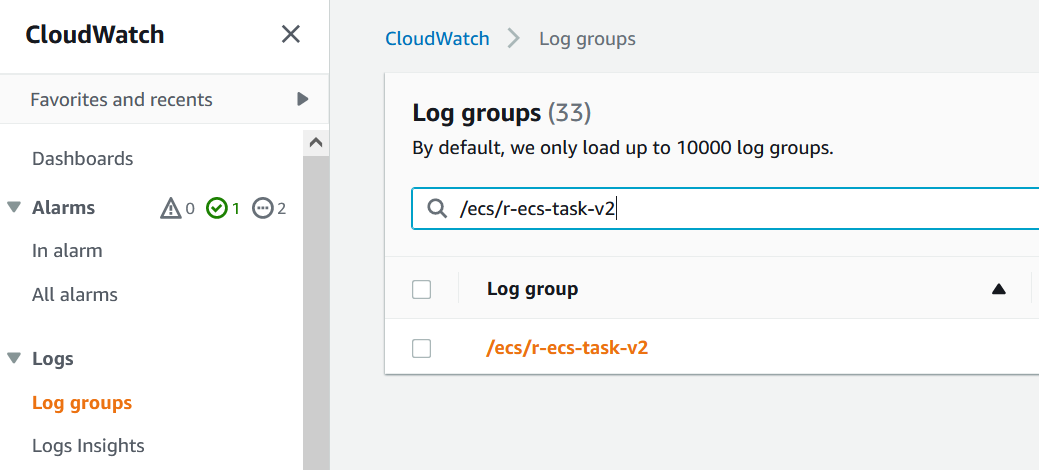 CloudWatch
Favorites and recents
Dashboards
Alarms 0 1 2
In alarm
All alarms
Logs
Log groups
Logs Insights
CloudWatch > Log groups
Log groups (33)
By default, we only load up to 10000 log groups.
/ecs/r-ecs-task-v2
Log group
/ecs/r-ecs-task-v2